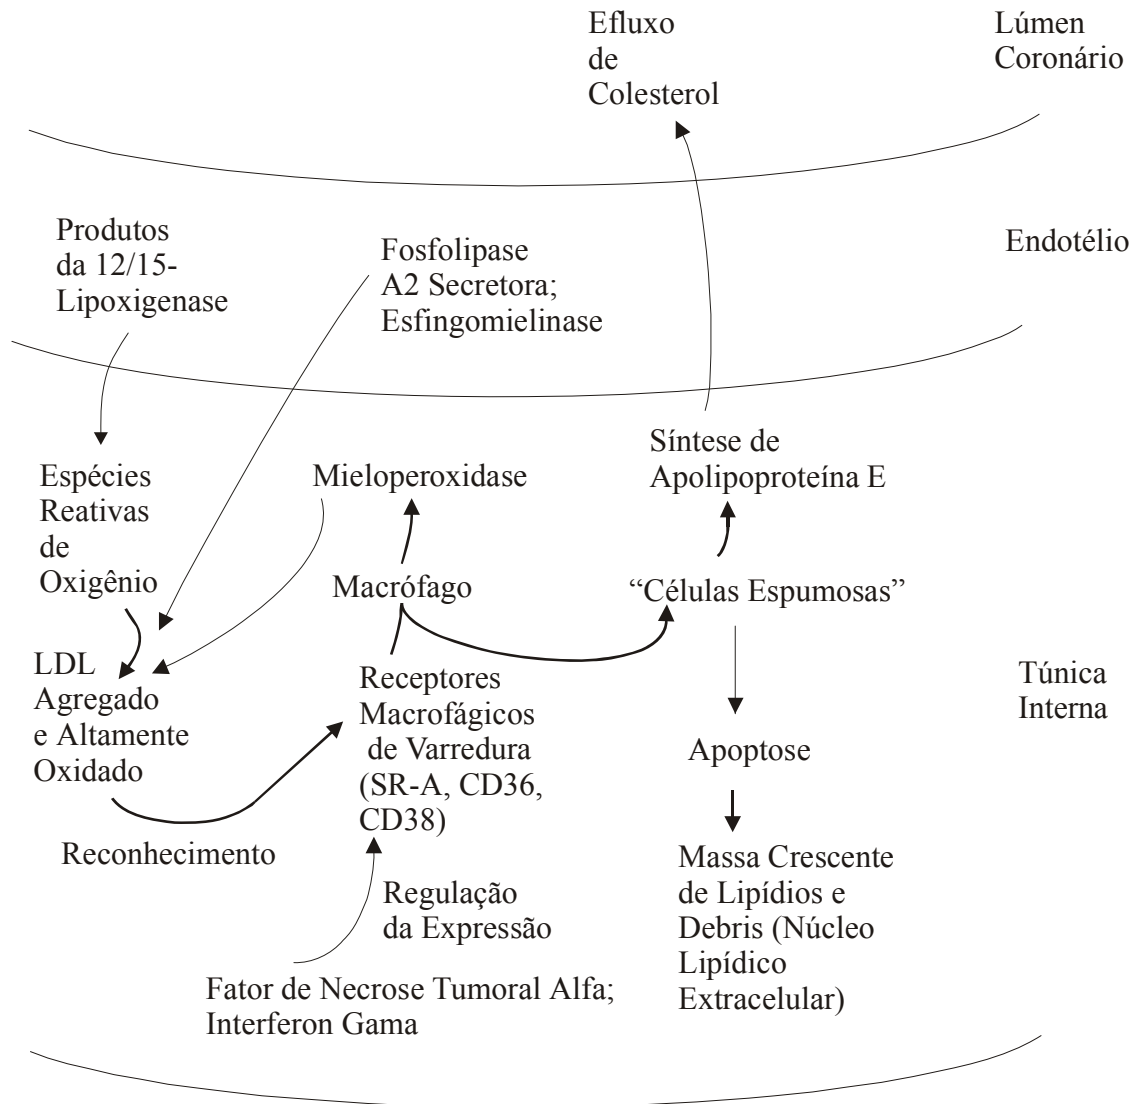 Efluxo
de
Colesterol
Lúmen
Coronário
Produtos
da 12/15-
Lipoxigenase
Fosfolipase
A2 Secretora;
Esfingomielinase
Endotélio
Espécies
Reativas
de
Oxigênio
Mieloperoxidase
Síntese de
Apolipoproteína E
Macrófago
“Células Espumosas”
LDL
Agregado
e Altamente
Oxidado
Receptores
Macrofágicos
de Varredura
(SR-A, CD36,
CD38)
Túnica
Interna
Apoptose
Reconhecimento
Massa Crescente
de Lipídios e
Debris (Núcleo
Lipídico
Extracelular)
Regulação
da Expressão
Fator de Necrose Tumoral Alfa;
Interferon Gama